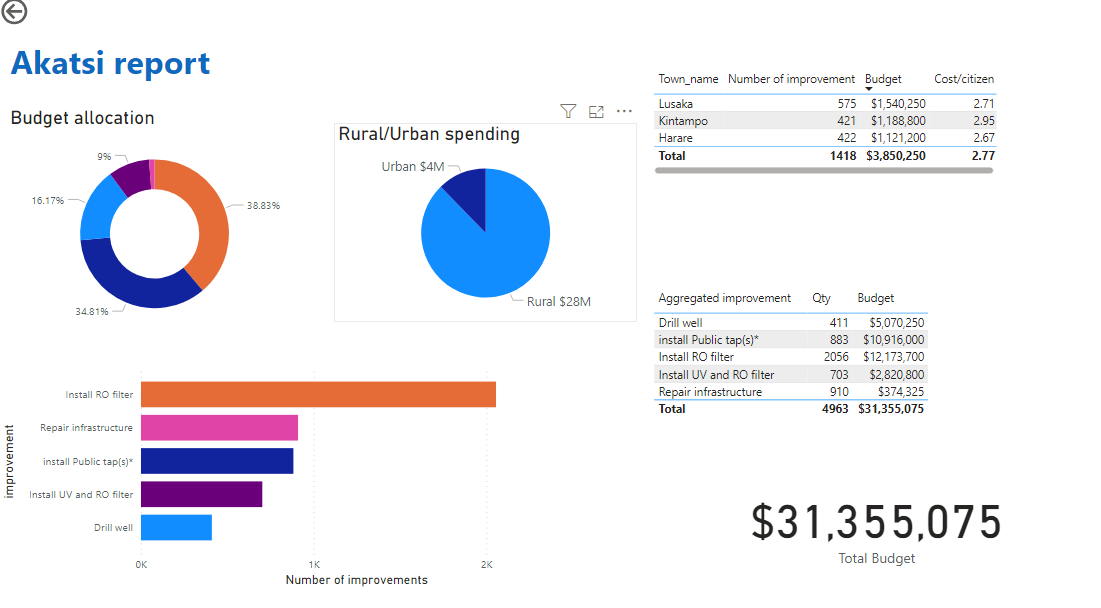 Akatsi report
Budget allocation
9%
16.17%
38.83%
34.81%
Rural/Urban spending
Urban $4M
Rural $28M
Town_name Number of improvement Budget Cost/citizen
Lusaka 575 $1,540,250 2.71
Kintampo 421 $1,188,800 2.95
Harare 422 $1,121,200 2.67
Total 1418 $3,850,250 2.77
Aggregated improvement Qty Budget
Drill well 411 $5,070,250
install Public tap(s)* 883 $10,916,000
Install RO filter 2056 $12,173,700
Install UV and RO filter 703 $2,820,800
Repair infrastructure 910 $374,325
Total 4963 $31,355,075
improvement
Install RO filter
Repair infrastructure
install Public tap(s)*
Install UV and RO filter
Drill well
0K 1K 2K
Number of improvements
$31,355,075
Total Budget